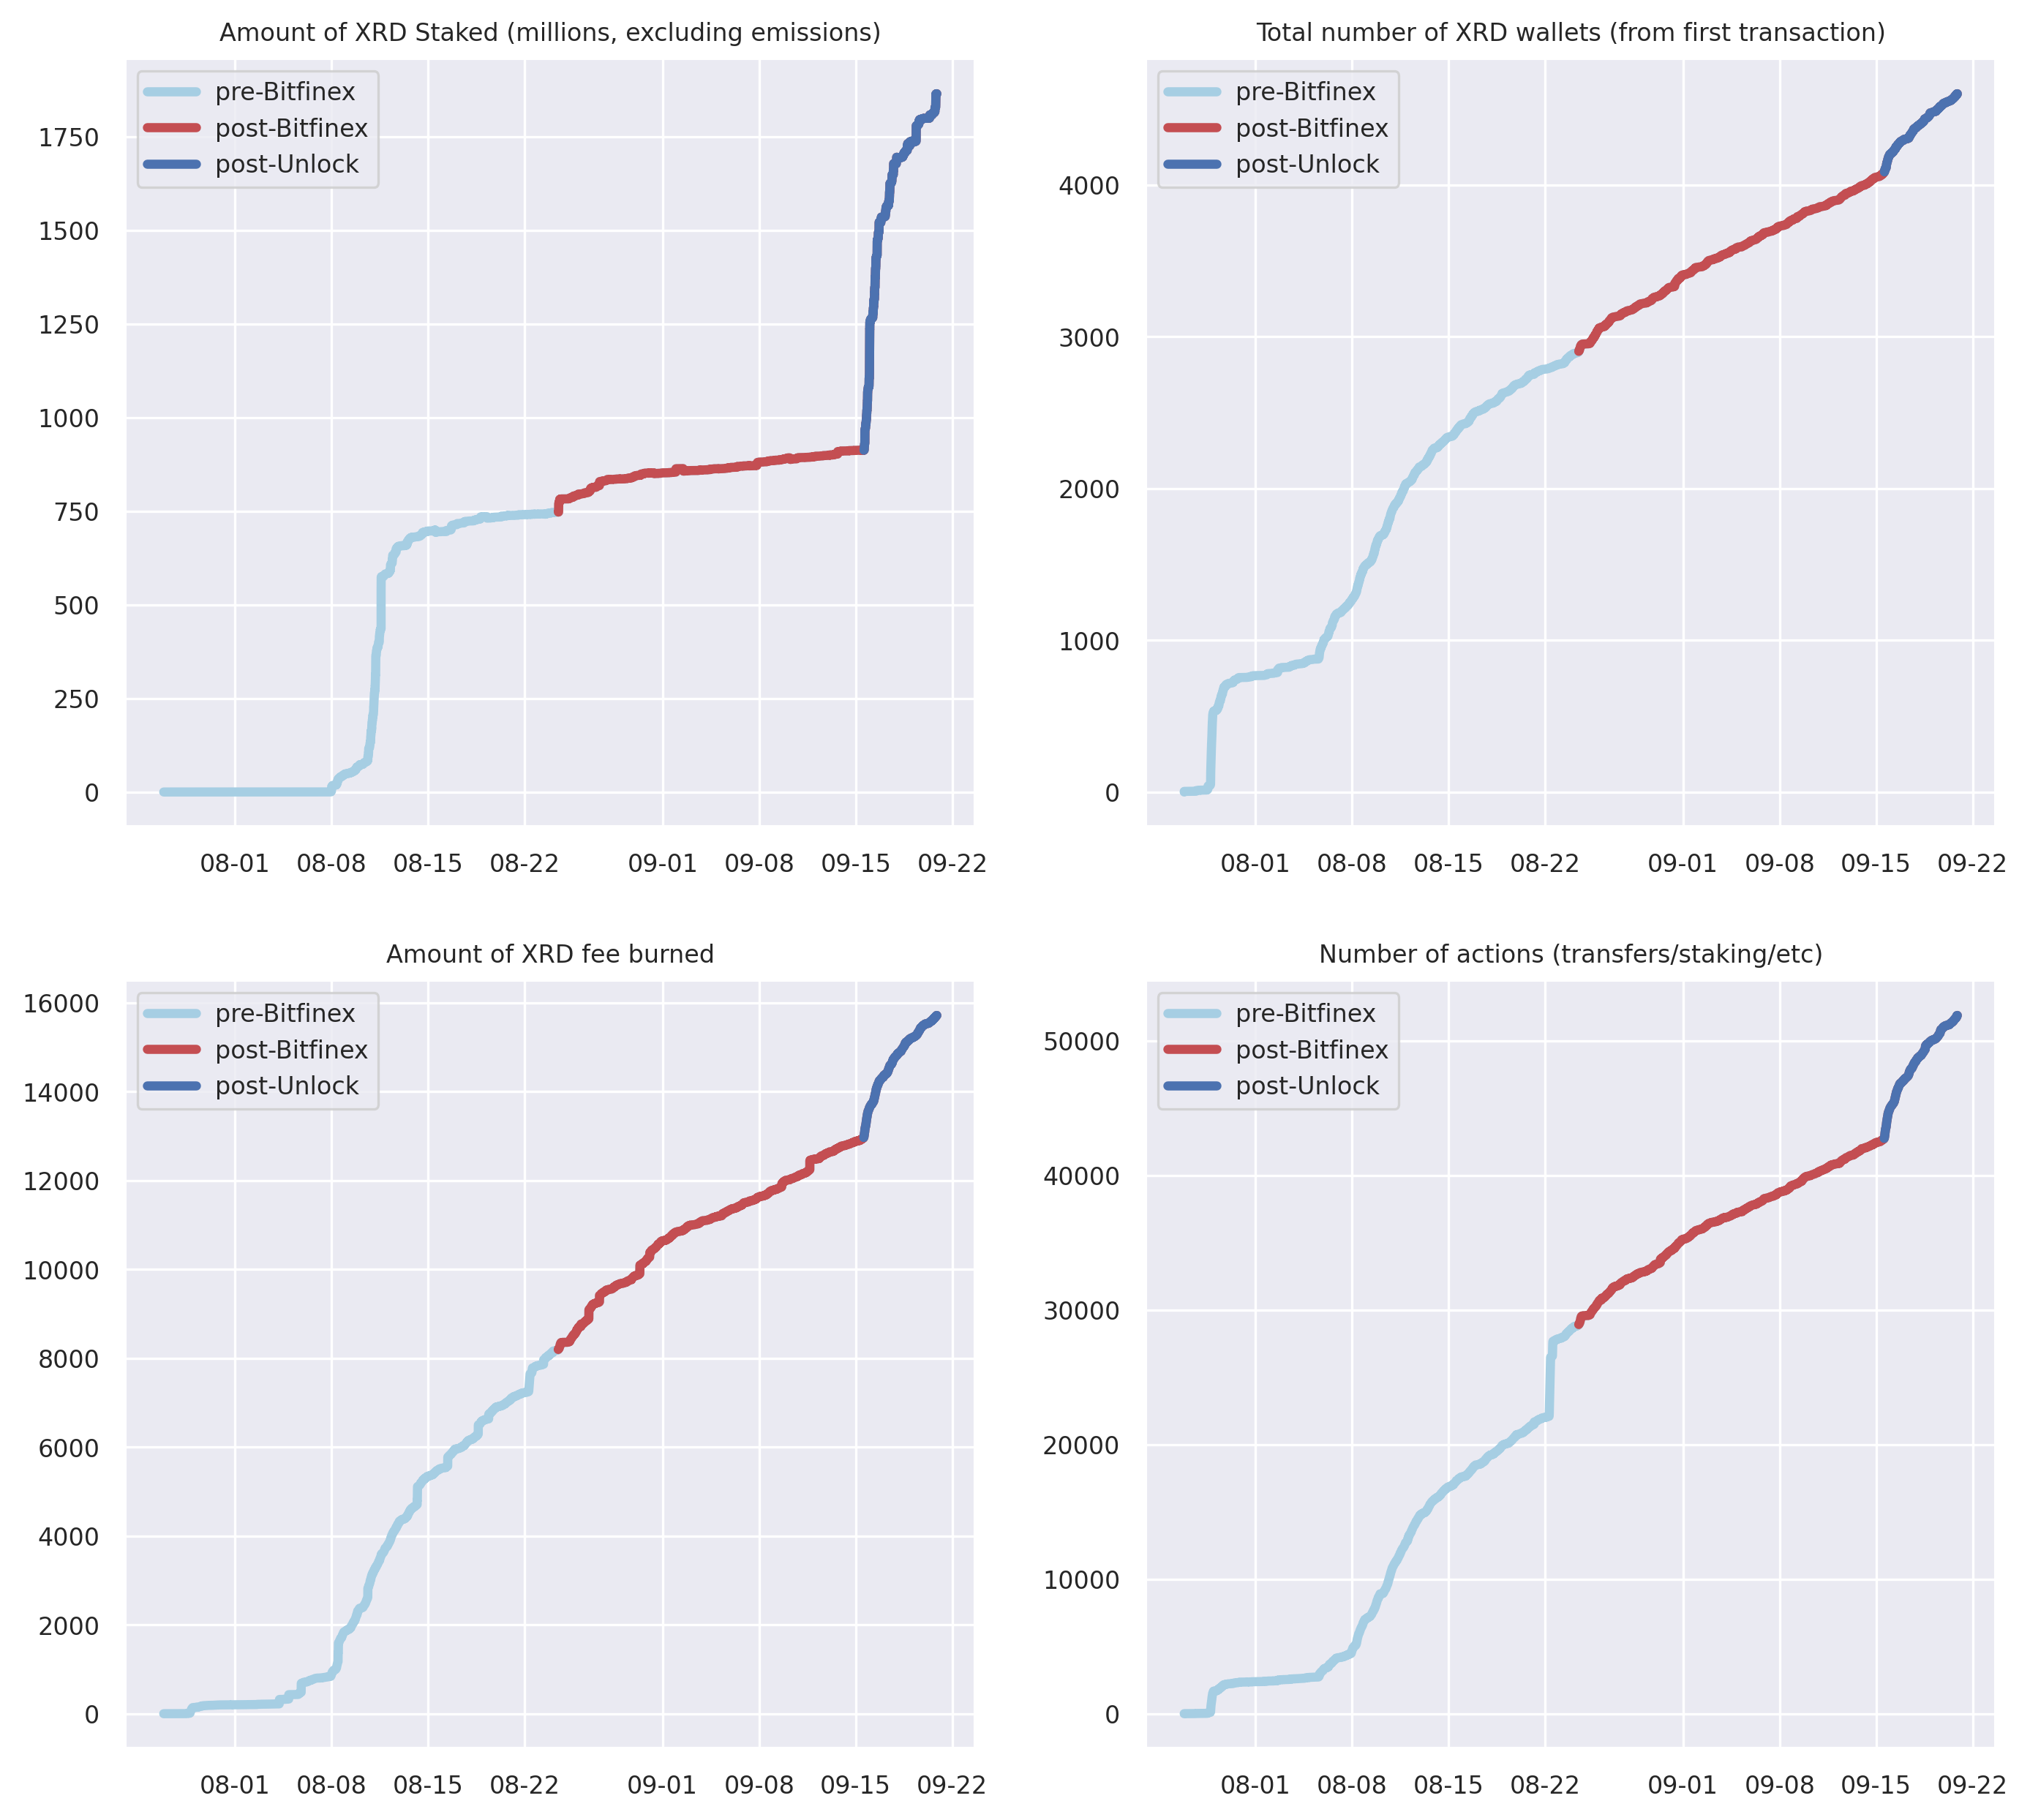 Amount of XRD Staked (millions, excluding emissions)
pre-Bitfinex
post-Bitfinex
post-Unlock
1750
1500
1250
1000
750
500
250
0
08-01 08-08 08-15 08-22 09-01 09-08 09-15 09-22
Total number of XRD wallets (from first transaction)
pre-Bitfinex
post-Bitfinex
post-Unlock
4000
3000
2000
1000
0
08-01 08-08 08-15 08-22 09-01 09-08 09-15 09-22
Amount of XRD fee burned
16000
pre-Bitfinex
post-Bitfinex
post-Unlock
14000
12000
10000
8000
6000
4000
2000
0
08-01 08-08 08-15 08-22 09-01 09-08 09-15 09-22
Number of actions (transfers/staking/etc)
pre-Bitfinex
post-Bitfinex
post-Unlock
50000
40000
30000
20000
10000
0
08-01 08-08 08-15 08-22 09-01 09-08 09-15 09-22